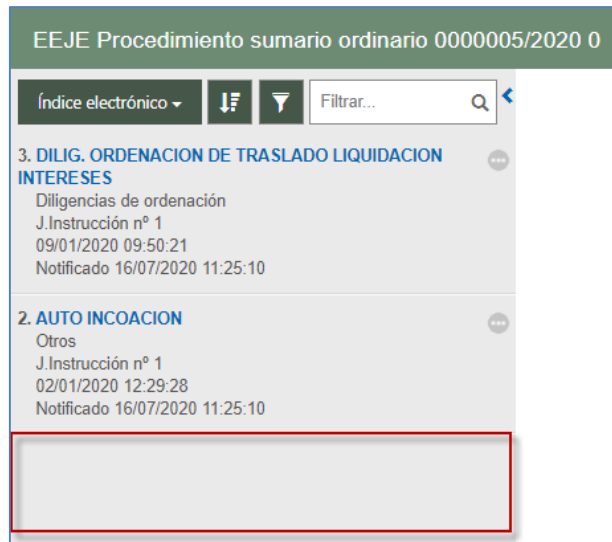 EEJE Procedimiento sumario ordinario 0000005/2020 0
Índice electrónico
Filtrar...
3. DILIG. ORDENACION DE TRASLADO LIQUIDACION
INTERESES
Diligencias de ordenación
J.Instrucción nº 1
09/01/2020 09:50:21
Notificado 16/07/2020 11:25:10
2. AUTO INCOACION
Otros
J.Instrucción nº 1
02/01/2020 12:29:28
Notificado 16/07/2020 11:25:10